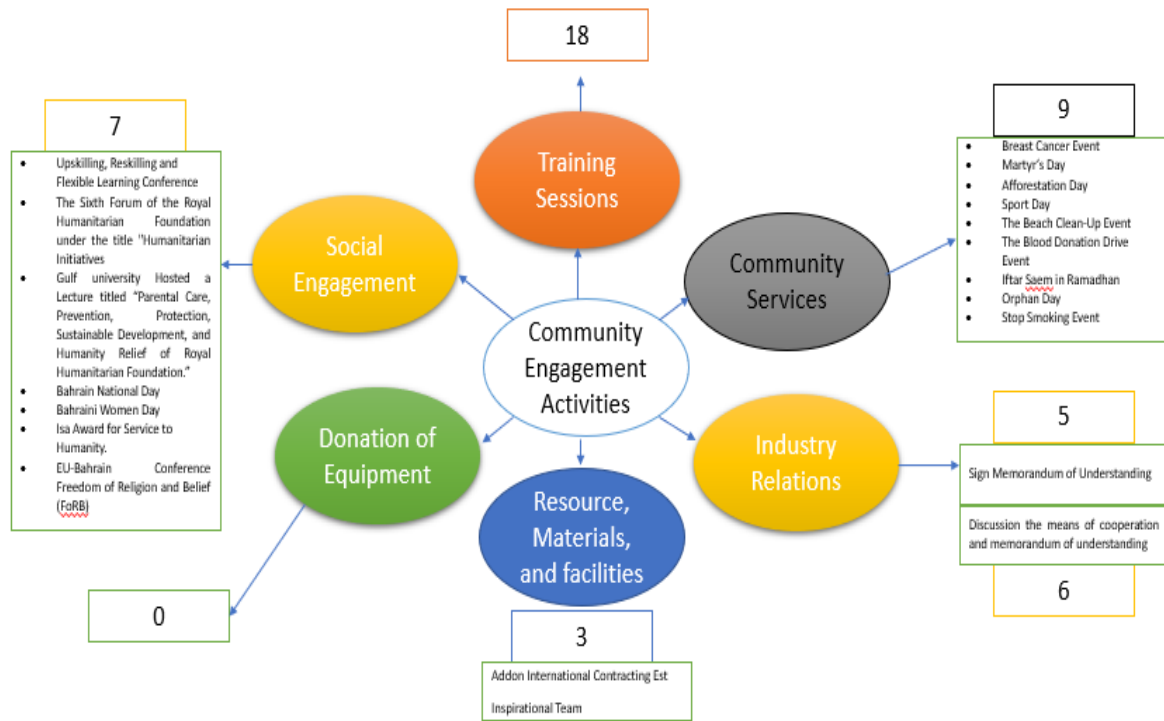 18
Training
Sessions
7
• Upskilling, Reskilling and
Flexible Learning Conference
• The Sixth Forum of the Royal
Humanitarian Foundation
under the title "Humanitarian
Initiatives
• Gulf university Hosted a
Lecture titled “Parental Care,
Prevention, Protection,
Sustainable Development, and
Humanity Relief of Royal
Humanitarian Foundation.”
• Bahrain National Day
• Bahraini Women Day
• Isa Award for Service to
Humanity.
• EU-Bahrain Conference
Freedom of Religion and Belief
(FoRB)
Social
Engagement
9
• Breast Cancer Event
• Martyr’s Day
• Afforestation Day
• Sport Day
• The Beach Clean-Up Event
• The Blood Donation Drive
Event
• Iftar Saem in Ramadhan
• Orphan Day
• Stop Smoking Event
Community
Services
Community
Engagement
Activities
Donation of
Equipment
0
Industry
Relations
5
Sign Memorandum of Understanding
Discussion the means of cooperation
and memorandum of understanding
6
Resource,
Materials,
and facilities
3
Addon International Contracting Est
Inspirational Team